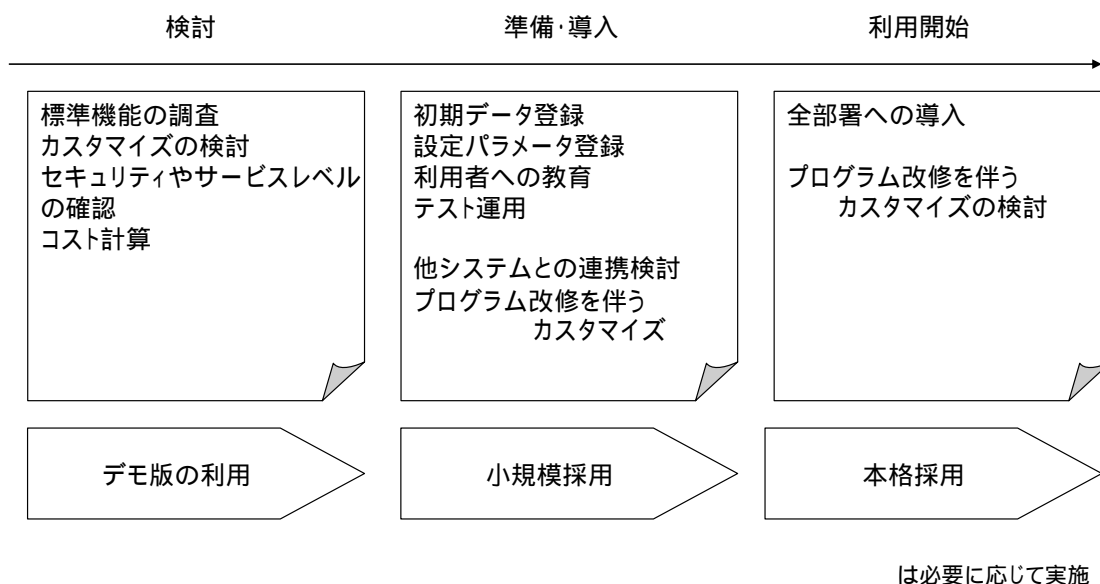 検討
準備・導入
利用開始
標準機能の調査
カスタマイズの検討
セキュリティやサービスレベル
の確認
コスト計算
初期データ登録
設定パラメータ登録
利用者への教育
テスト運用
他システムとの連携検討
プログラム改修を伴う
カスタマイズ
全部署への導入
プログラム改修を伴う
カスタマイズの検討
デモ版の利用
小規模採用
本格採用
は必要に応じて実施